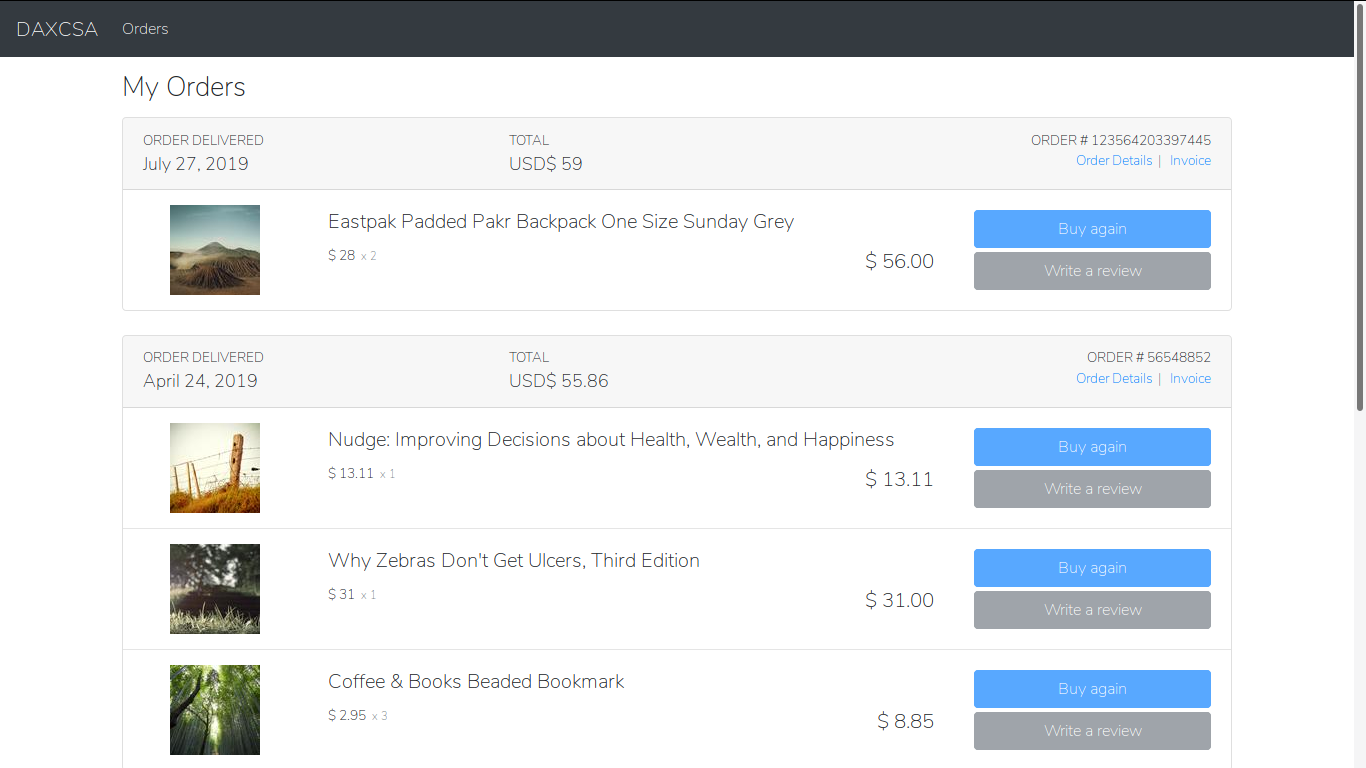 DAXCSA Orders
My Orders
ORDER DELIVERED TOTAL ORDER # 123564203397445
July 27, 2019 USD$ 59 Order Details | Invoice
Eastpak Padded Pakr Backpack One Size Sunday Grey
$ 28 x 2
$ 56.00
Buy again
Write a review
ORDER DELIVERED TOTAL ORDER # 56548852
April 24, 2019 USD$ 55.86 Order Details | Invoice
Nudge: Improving Decisions about Health, Wealth, and Happiness
$ 13.11 x 1
$ 13.11
Buy again
Write a review
Why Zebras Don't Get Ulcers, Third Edition
$ 31 x 1
$ 31.00
Buy again
Write a review
Coffee & Books Beaded Bookmark
$ 2.95 x 3
$ 8.85
Buy again
Write a review